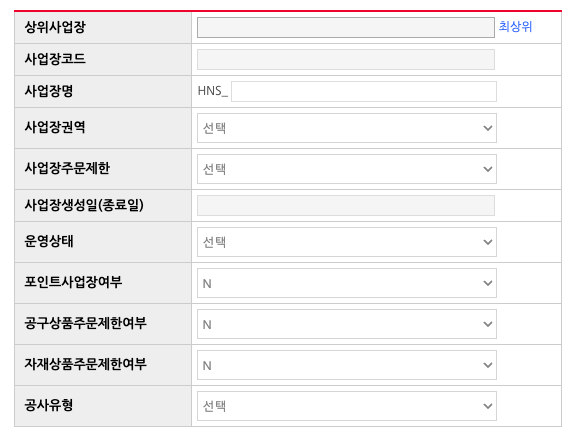 상위사업장 최상위
사업장코드
사업장명 HNS_
사업장권역 선택
사업장주문제한 선택
사업장생성일(종료일)
운영상태 선택
포인트사업장여부 N
공구상품주문제한여부 N
자재상품주문제한여부 N
공사유형 선택